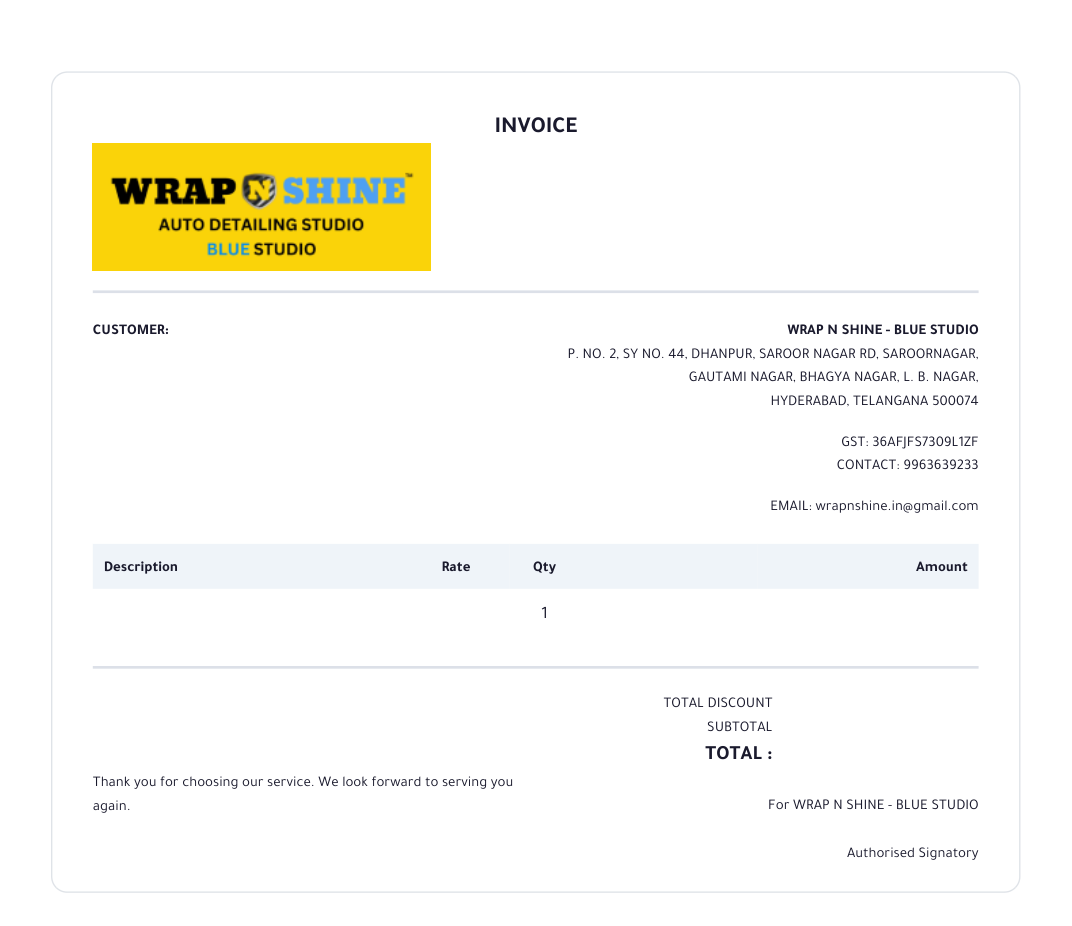 INVOICE
WRAP N SHINE™
AUTO DETAILING STUDIO
BLUE STUDIO
CUSTOMER:
WRAP N SHINE - BLUE STUDIO
P. NO. 2, SY NO. 44, DHANPUR, SAROOR NAGAR RD, SAROORNAGAR,
GAUTAMI NAGAR, BHAGYA NAGAR, L. B. NAGAR,
HYDERABAD, TELANGANA 500074
GST: 36AFJFS7309L1ZF
CONTACT: 9963639233
EMAIL: wrapnshine.in@gmail.com
Description Rate Qty Amount
1
TOTAL DISCOUNT
SUBTOTAL
TOTAL :
Thank you for choosing our service. We look forward to serving you
again.
For WRAP N SHINE - BLUE STUDIO
Authorised Signatory